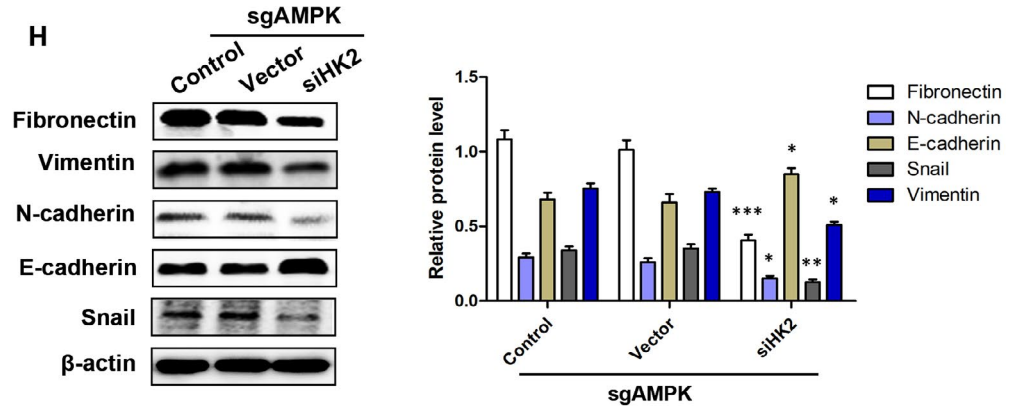 H
sgAMPK
Control
Vector
siHK2
Fibronectin
Vimentin
N-cadherin
E-cadherin
Snail
β-actin
Relative protein level
1.5
1.0
0.5
0.0
***
*
*
**
*
Control
Vector
siHK2
sgAMPK
Fibronectin
N-cadherin
E-cadherin
Snail
Vimentin